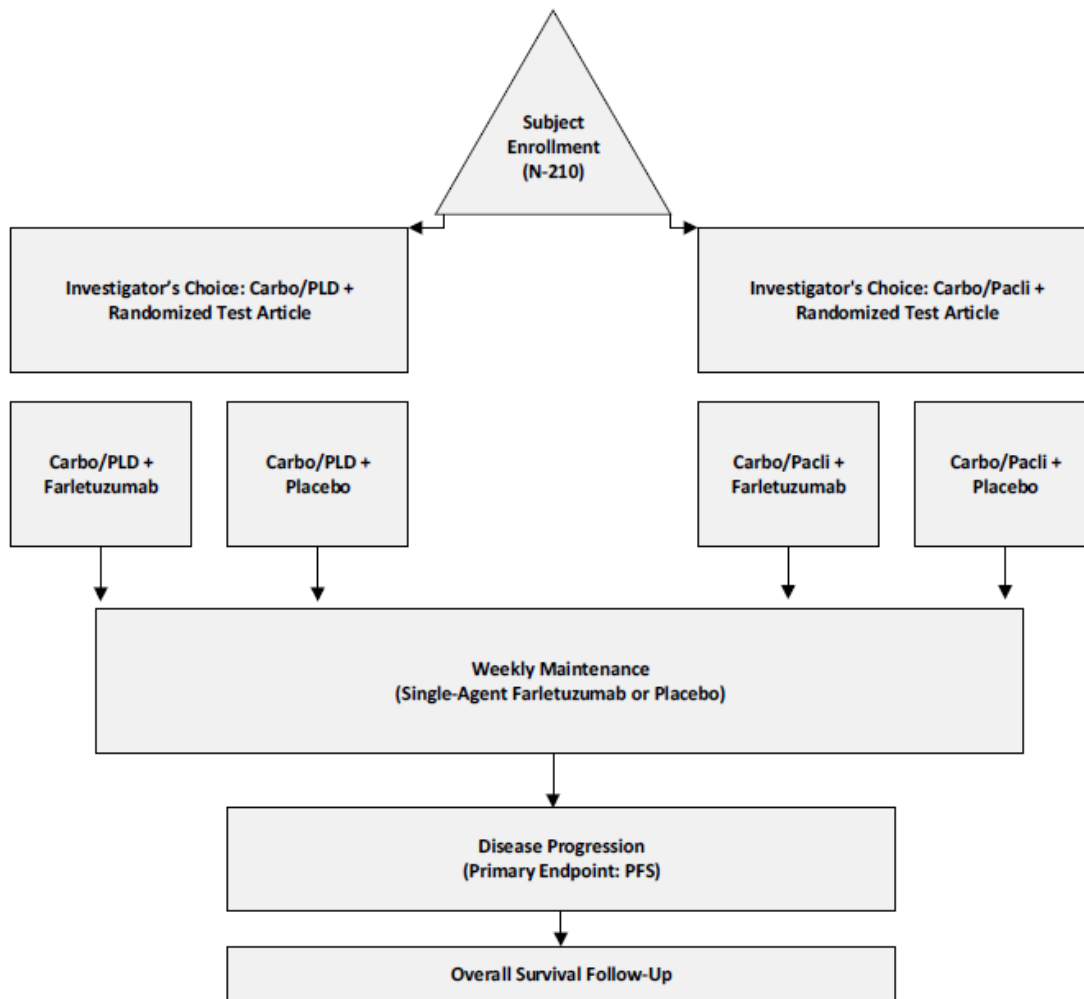 Subject
Enrollment
(N-210)
Investigator's Choice: Carbo/PLD +
Randomized Test Article
Investigator's Choice: Carbo/Pacli +
Randomized Test Article
Carbo/PLD +
Farletuzumab
Carbo/PLD +
Placebo
Carbo/Pacli +
Farletuzumab
Carbo/Pacli +
Placebo
Weekly Maintenance
(Single-Agent Farletuzumab or Placebo)
Disease Progression
(Primary Endpoint: PFS)
Overall Survival Follow-Up